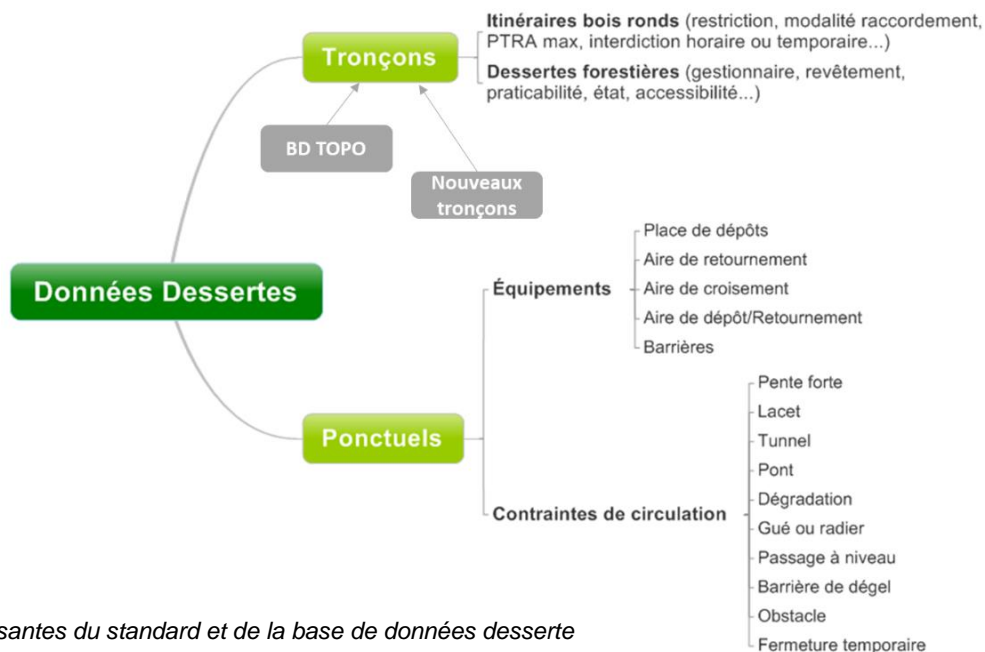 Itinéraires bois ronds (restriction, modalité raccordement,
PTRA max, interdiction horaire ou temporaire...)
Tronçons
Dessertes forestières (gestionnaire, revêtement,
praticabilité, état, accessibilité...)
BD TOPO
Nouveaux
tronçons
Données Dessertes
Place de dépôts
Aire de retournement
Équipements
Aire de croisement
Aire de dépôt/Retournement
Barrières
Ponctuels
Pente forte
Lacet
Tunnel
Pont
Contraintes de circulation
Dégradation
Gué ou radier
Passage à niveau
Barrière de dégel
Obstacle
Fermeture temporaire
santes du standard et de la base de données desserte